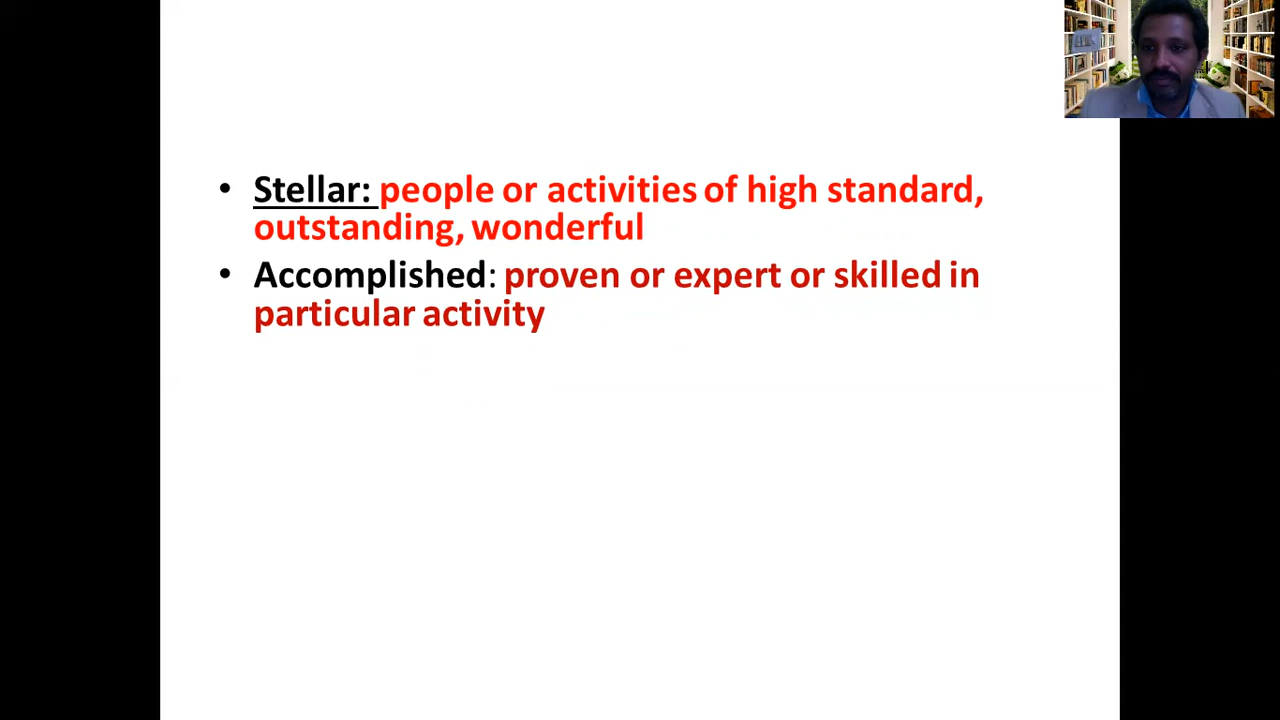 • Stellar: people or activities of high standard,
outstanding, wonderful
• Accomplished: proven or expert or skilled in
particular activity